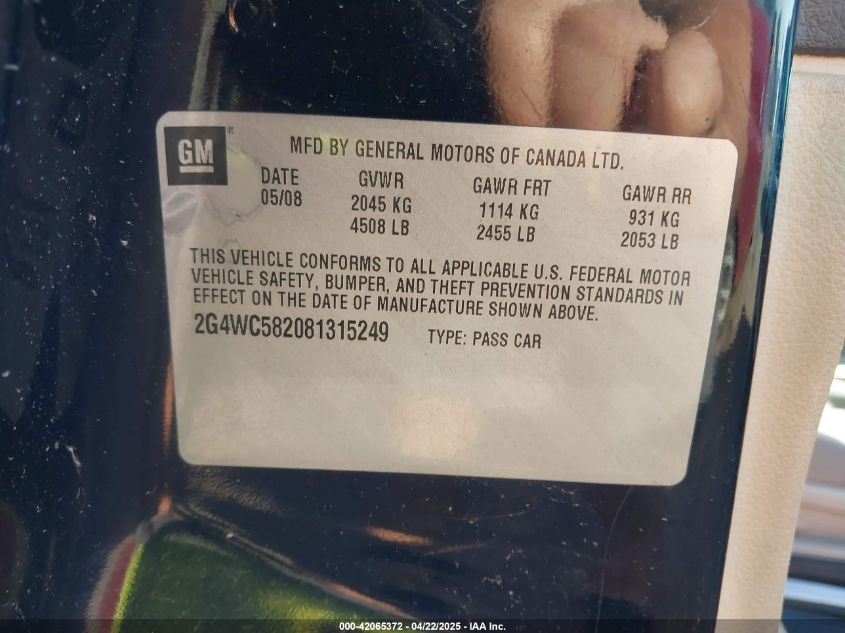 GM®
MFD BY GENERAL MOTORS OF CANADA LTD.
DATE GVWR GAWR FRT GAWR RR
05/08 2045 KG 1114 KG 931 KG
4508 LB 2455 LB 2053 LB
THIS VEHICLE CONFORMS TO ALL APPLICABLE U.S. FEDERAL MOTOR
VEHICLE SAFETY, BUMPER, AND THEFT PREVENTION STANDARDS IN
EFFECT ON THE DATE OF MANUFACTURE SHOWN ABOVE.
2G4WC582081315249 TYPE: PASS CAR
000-42065372 - 04/22/2025 - IAA Inc.